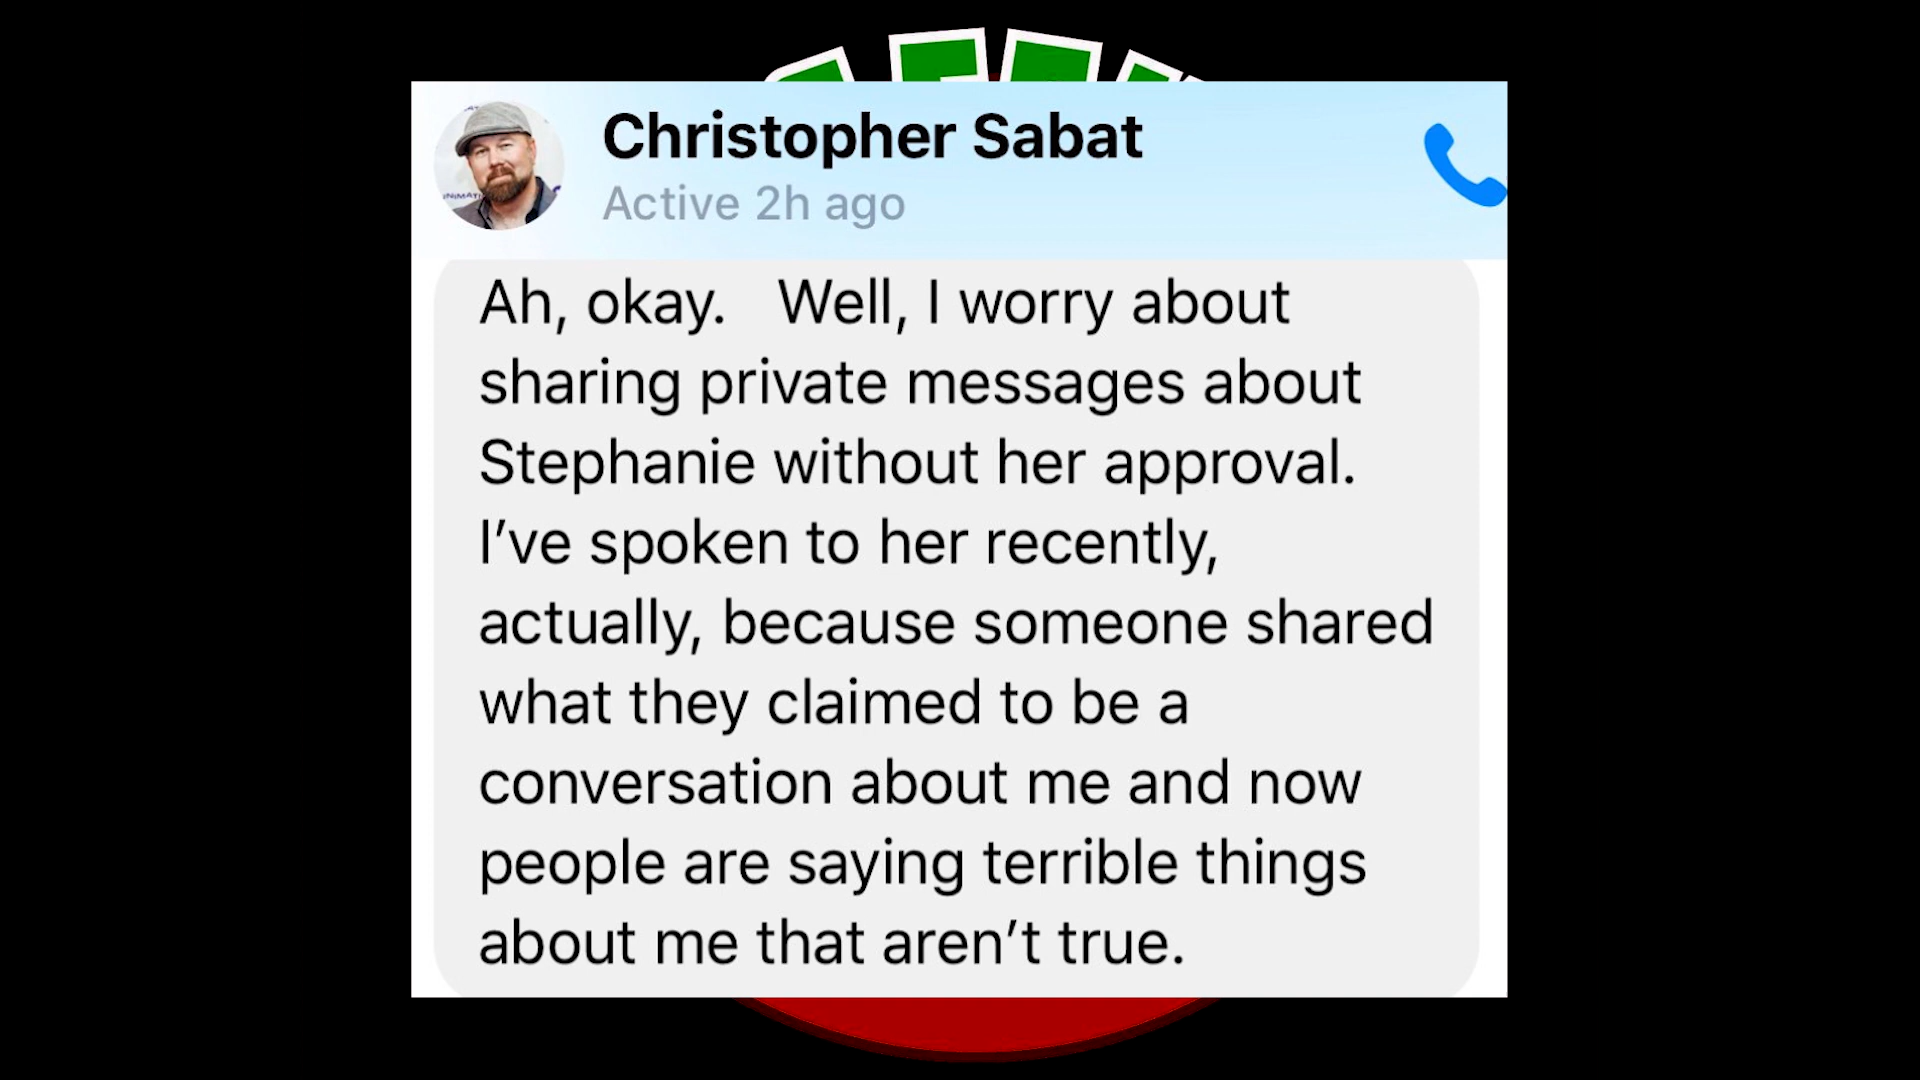 Christopher Sabat
Active 2h ago
Ah, okay.   Well, I worry about
sharing private messages about
Stephanie without her approval.
I’ve spoken to her recently,
actually, because someone shared
what they claimed to be a
conversation about me and now
people are saying terrible things
about me that aren’t true.